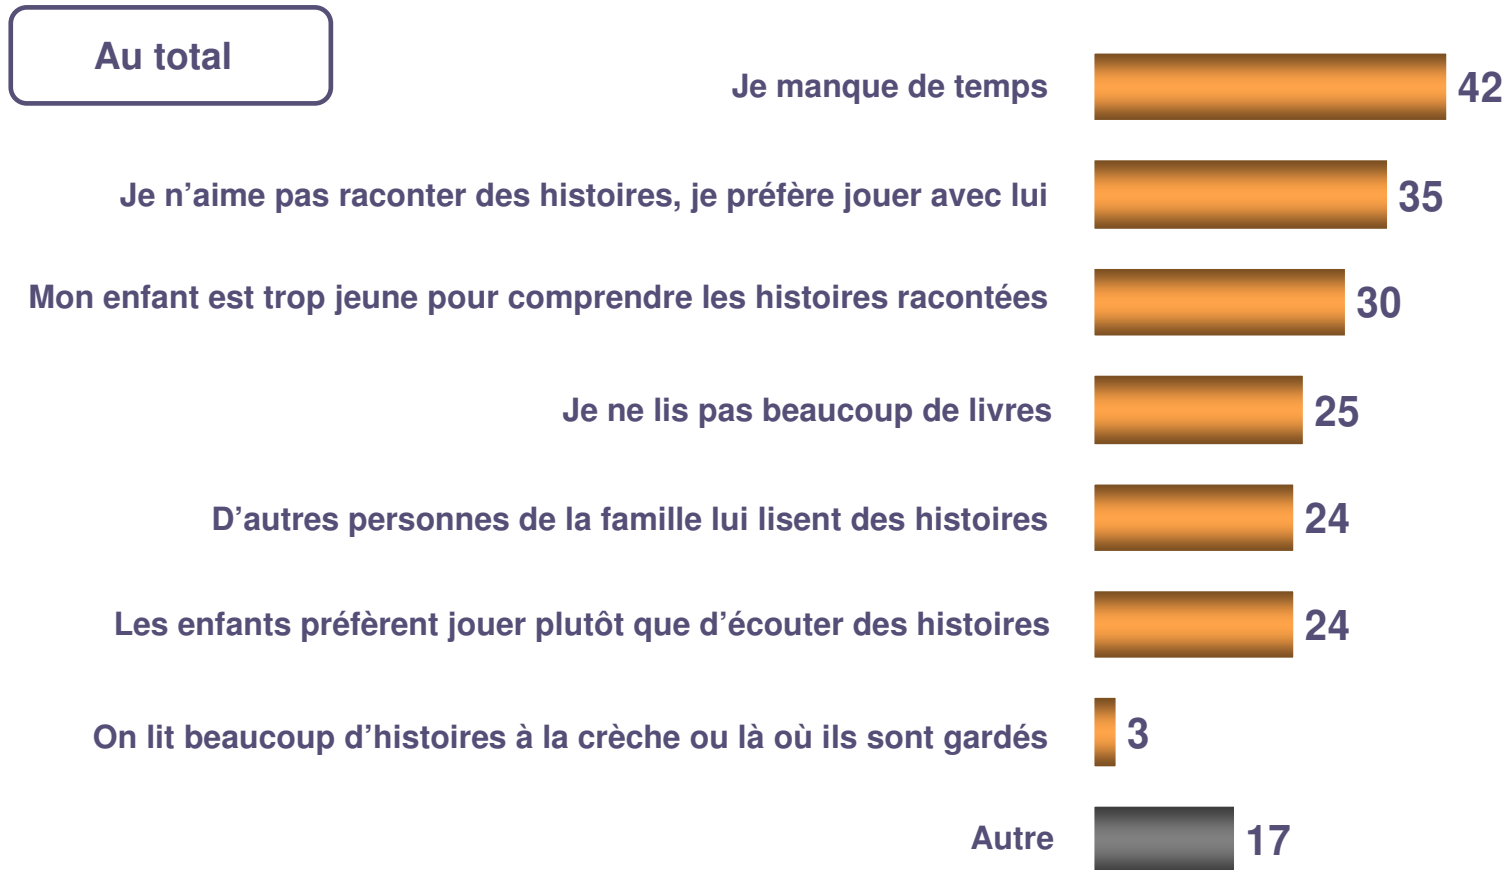 Au total
Je manque de temps 42
Je n’aime pas raconter des histoires, je préfère jouer avec lui 35
Mon enfant est trop jeune pour comprendre les histoires racontées 30
Je ne lis pas beaucoup de livres 25
D’autres personnes de la famille lui lisent des histoires 24
Les enfants préfèrent jouer plutôt que d’écouter des histoires 24
On lit beaucoup d’histoires à la crèche ou là où ils sont gardés 3
Autre 17